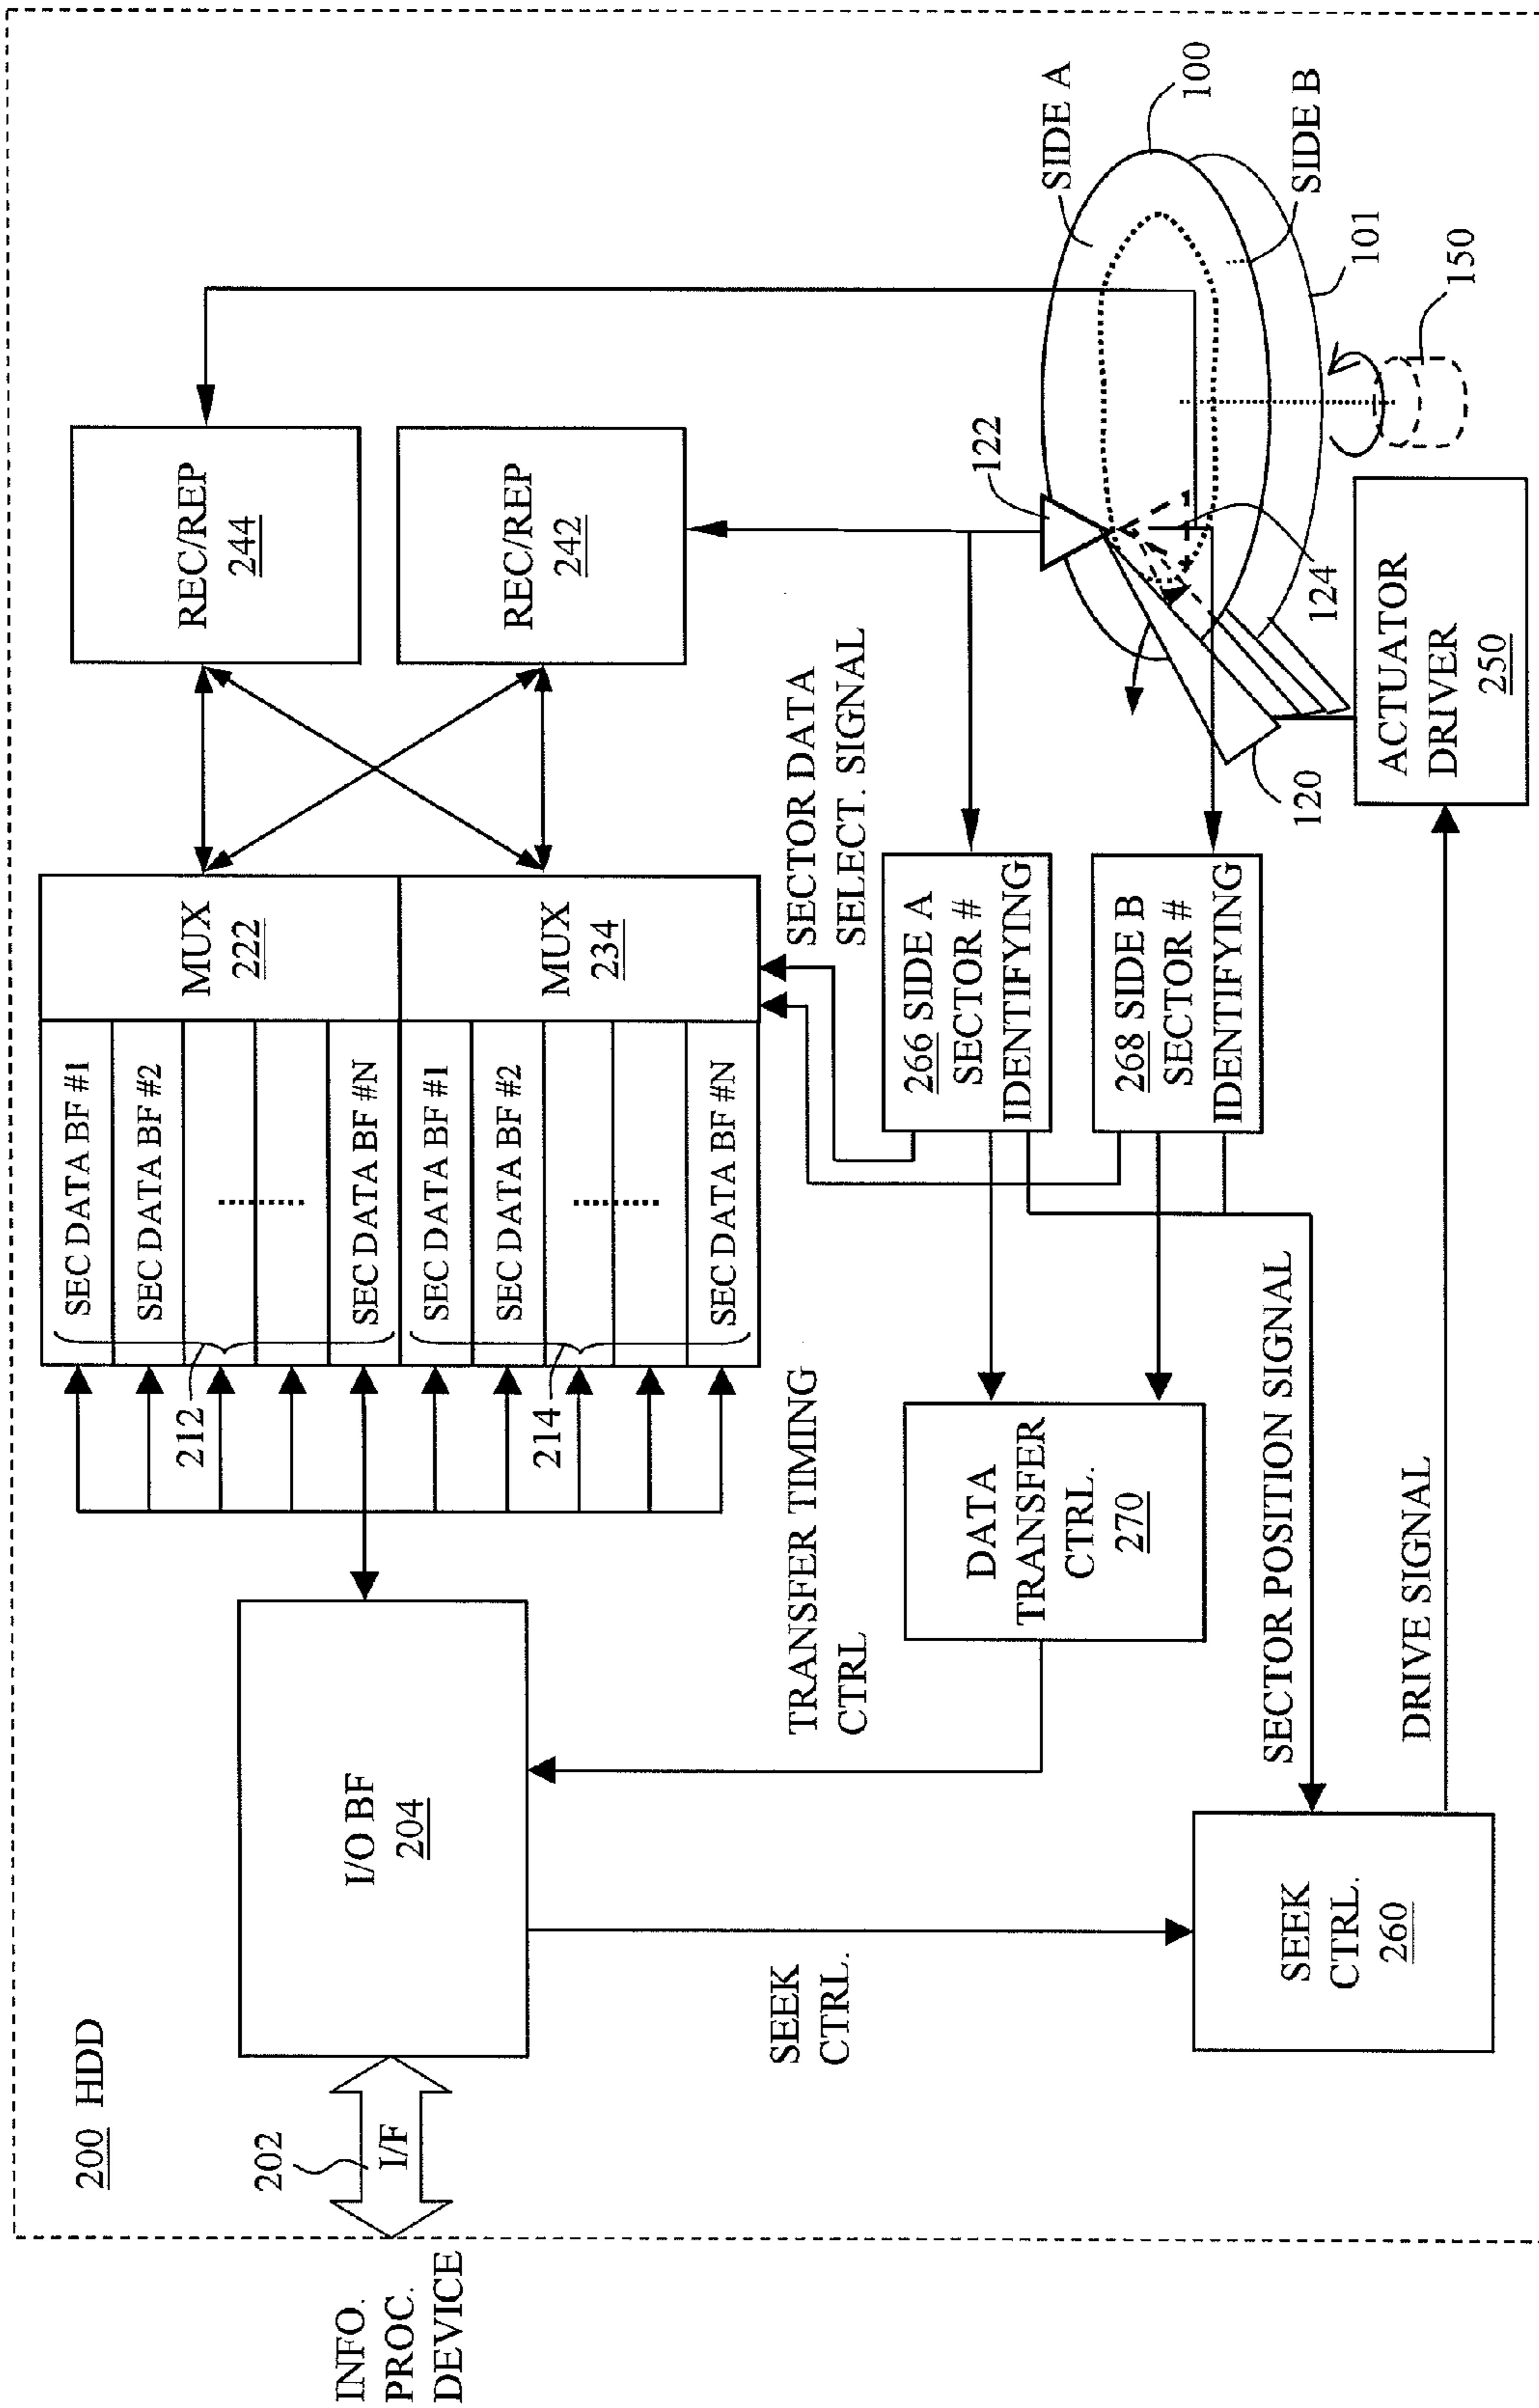 200 HDD
INFO.
PROC.
DEVICE
202
I/F
I/O BF
204
212
214
SEC DATA BF #1
SEC DATA BF #2
SEC DATA BF #N
SEC DATA BF #1
SEC DATA BF #2
SEC DATA BF #N
MUX
222
MUX
234
REC/REP
244
REC/REP
242
TRANSFER TIMING
CTRL
SECTOR DATA
SELECT. SIGNAL
SEEK
CTRL.
DATA
TRANSFER
CTRL.
270
266 SIDE A
SECTOR #
IDENTIFYING
268 SIDE B
SECTOR #
IDENTIFYING
122
SIDE A
100
SIDE B
101
150
124
120
SECTOR POSITION SIGNAL
DRIVE SIGNAL
SEEK
CTRL.
260
ACTUATOR
DRIVER
250